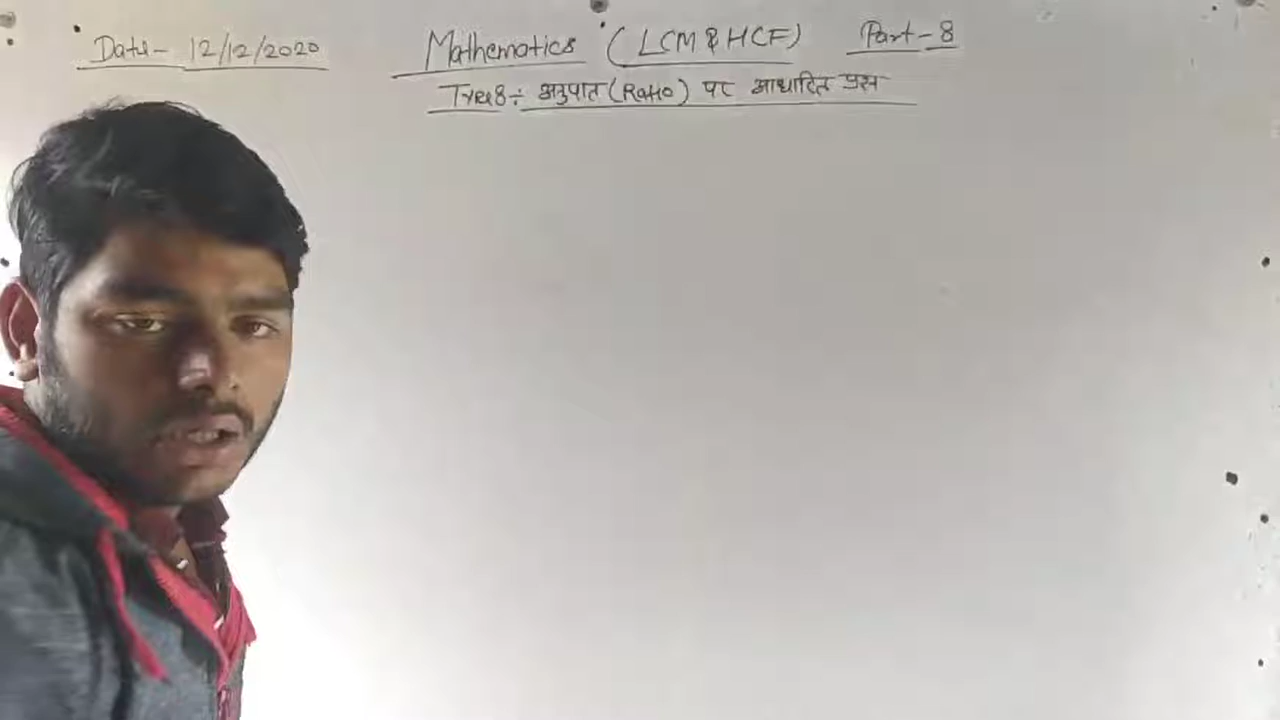 Date- 12/12/2020 Mathematics (LCM & HCF) Part-8
Type 8÷ अनुपात (Ratio) पर आधारित प्रश्न